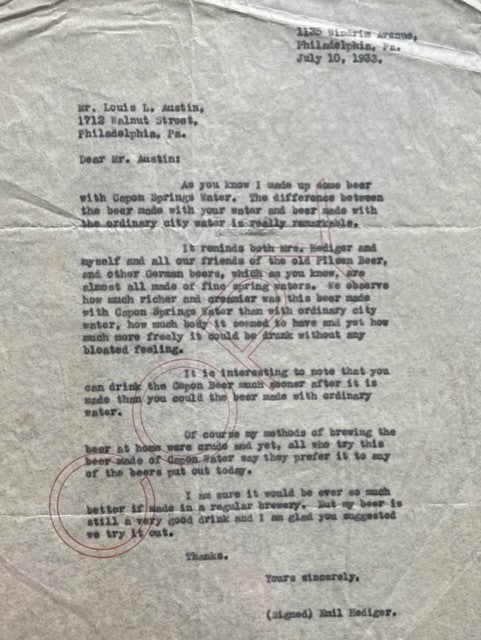 1135 Windrim Avenue,
Philadelphia, Pa.
July 10, 1933.
Mr. Louis L. Austin,
1712 Walnut Street,
Philadelphia, Pa.
Dear Mr. Austin:
As you know I made up some beer
with Capon Springs Water. The difference between
the beer made with your water and beer made with
the ordinary city water is really remarkable.
It reminds both Mrs. Hediger and
myself and all our friends of the old Pilsen Beer,
and other German beers, which as you know, are
almost all made of fine spring waters. We observe
how much richer and creamier was this beer made
with Capon Springs Water than with ordinary city
water, how much body it seemed to have and yet how
much more freely it could be drunk without any
bloated feeling.
It is interesting to note that you
can drink the Capon Beer much sooner after it is
made than you could the beer made with ordinary
water.
Of course my methods of brewing the
beer at home were crude and yet, all who try this
beer made of Capon Water say they prefer it to any
of the beers put out today.
I am sure it would be ever so much
better if made in a regular brewery. But my beer is
still a very good drink and I am glad you suggested
we try it out.
Thanks.
Yours sincerely,
(Signed) Emil Hediger.
COPY